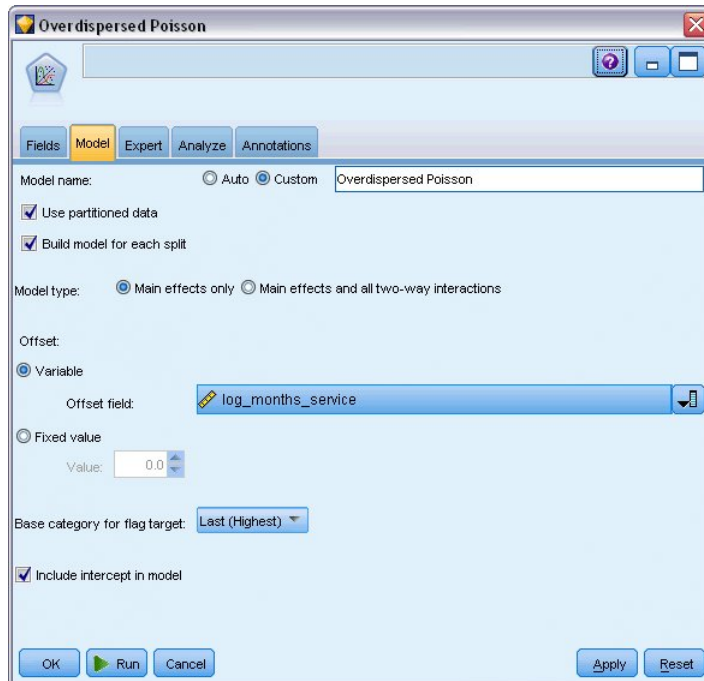 Overdispersed Poisson
Fields Model Expert Analyze Annotations
Model name: Auto Custom Overdispersed Poisson
Use partitioned data
Build model for each split
Model type: Main effects only Main effects and all two-way interactions
Offset:
Variable
Offset field: log_months_service
Fixed value
Value: 0.0
Base category for flag target: Last (Highest)
Include intercept in model
OK Run Cancel Apply Reset